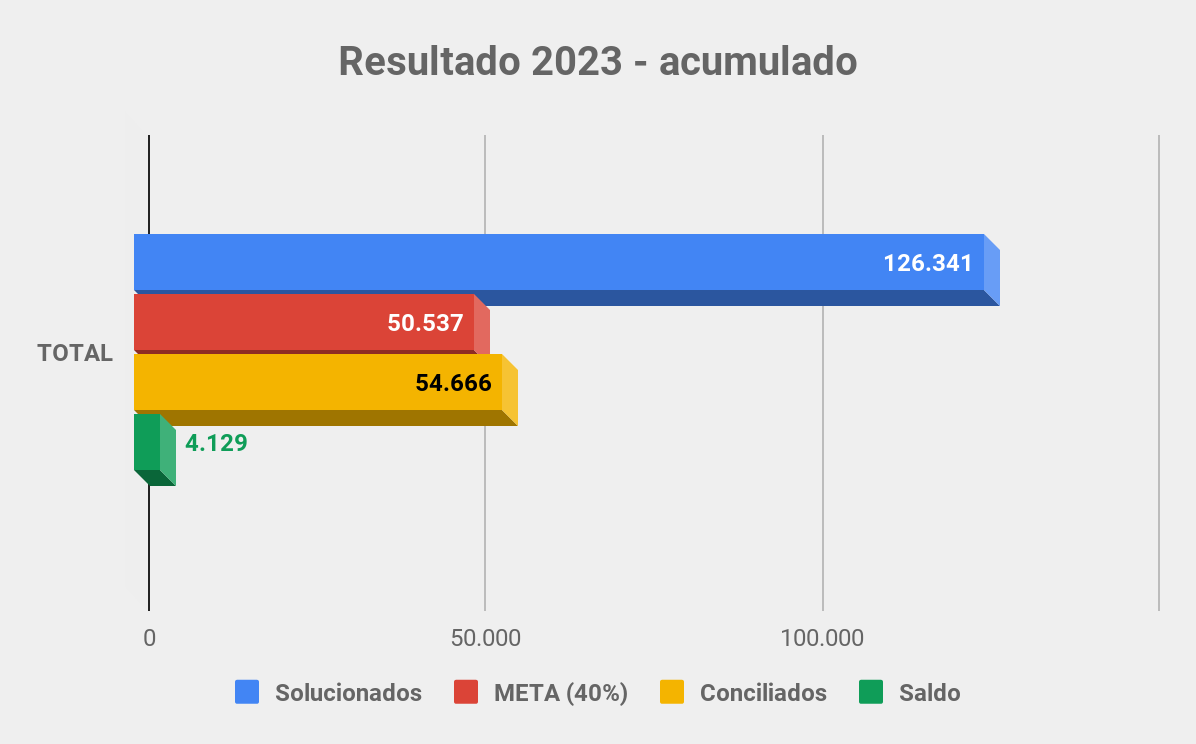 Resultado 2023 - acumulado
126.341
50.537
TOTAL
54.666
4.129
0 50.000 100.000
Solucionados META (40%) Conciliados Saldo